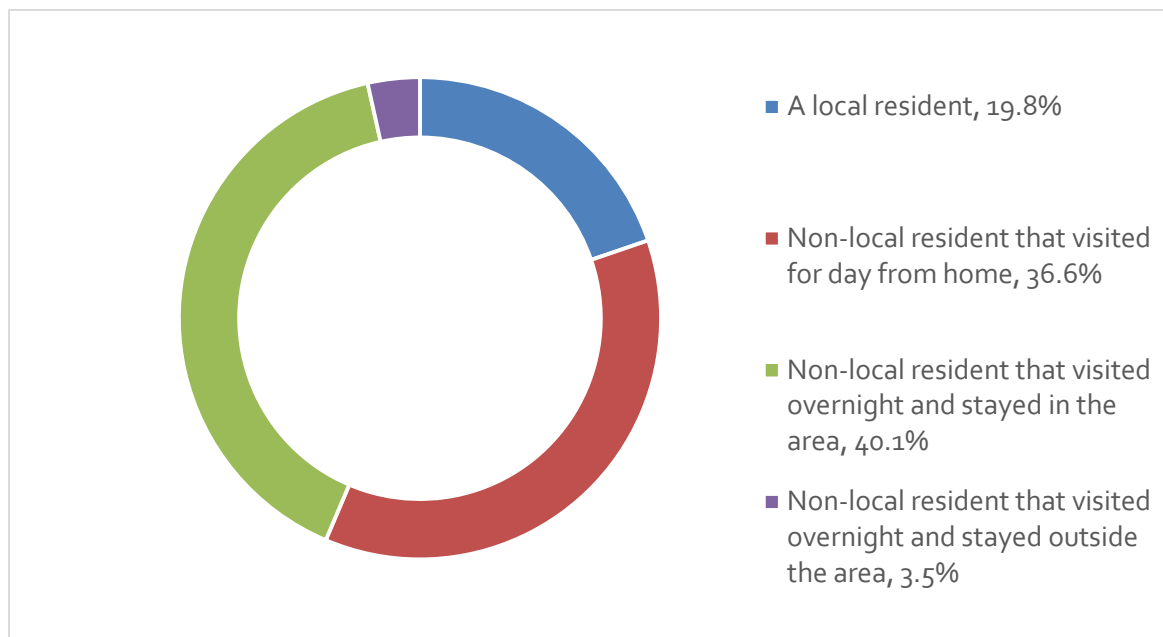 A local resident, 19.8%
Non-local resident that visited
for day from home, 36.6%
Non-local resident that visited
overnight and stayed in the
area, 40.1%
Non-local resident that visited
overnight and stayed outside
the area, 3.5%